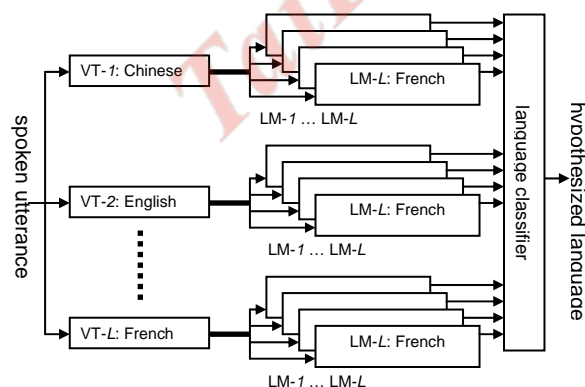 VT-1: Chinese
LM-L: French
LM-1 ... LM-L
spoken utterance
VT-2: English
LM-L: French
LM-1 ... LM-L
language classifier
hypothesized language
VT-L: French
LM-L: French
LM-1 ... LM-L